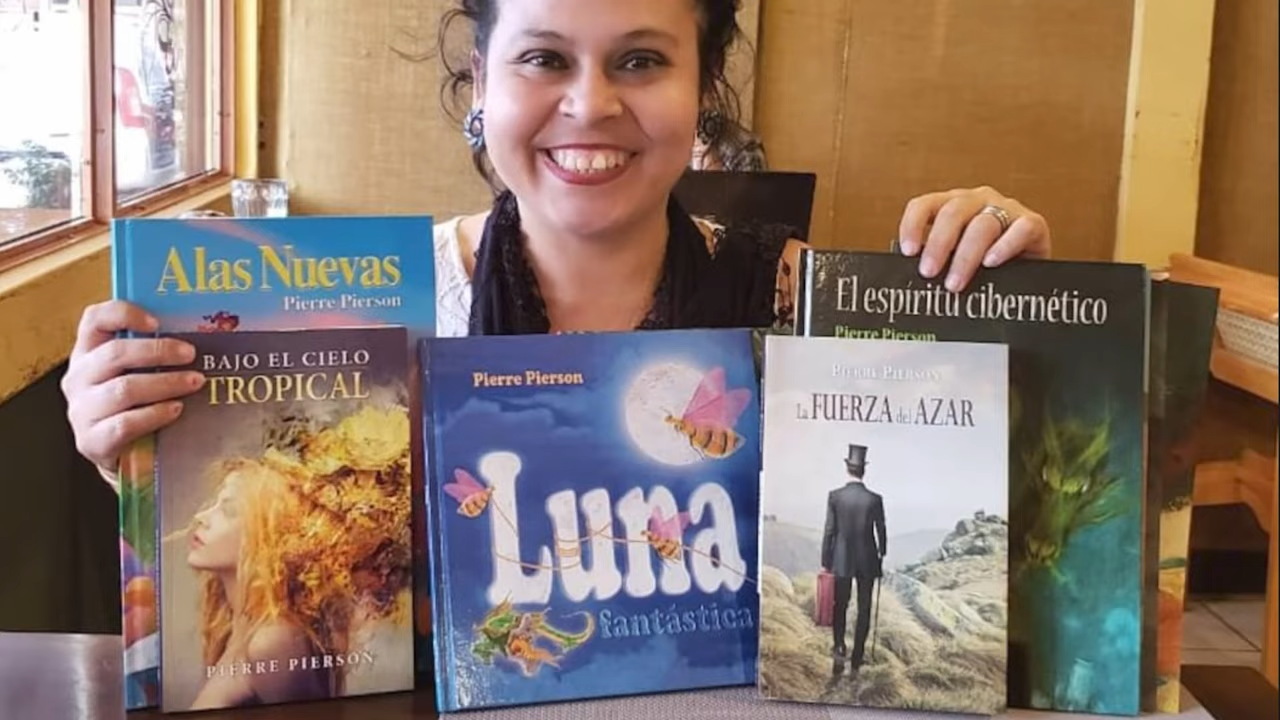 Alas Nuevas
Pierre Pierson
BAJO EL CIELO
TROPICAL
PIERRE PIERSON
Pierre Pierson
Luna
fantástica
PIERRE PIERSON
La FUERZA del AZAR
El espíritu cibernético
Pierre Pierson